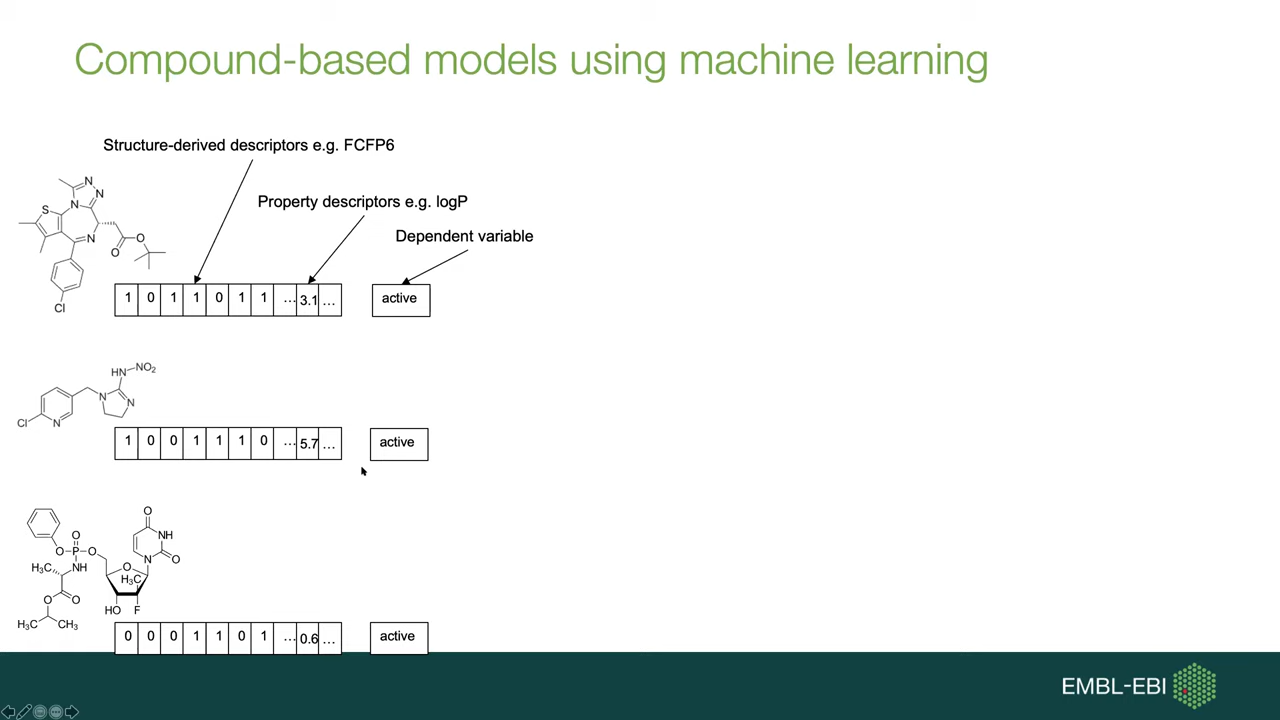 Compound-based models using machine learning
Structure-derived descriptors e.g. FCFP6
Property descriptors e.g. logP
Dependent variable
N
N
N
S
N
O
O
Cl
1 0 1 1 0 1 1 ... 3.1 ... active
HN NO2
N
N
Cl
N
1 0 0 1 1 1 0 ... 5.7 ... active
O
O
NH
O P O
N O
H3C NH
O
H3C
O O
HO F
H3C CH3
0 0 0 1 1 0 1 ... 0.6 ... active
EMBL-EBI